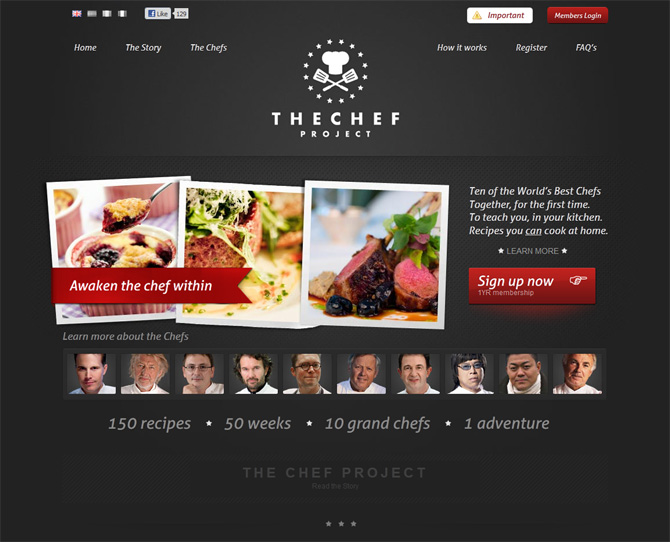 Like 129
Important
Members Login
Home The Story The Chefs
How it works Register FAQ's
THECHEF
PROJECT
Ten of the World's Best Chefs
Together, for the first time.
To teach you, in your kitchen.
Recipes you can cook at home.
LEARN MORE
Awaken the chef within
Sign up now
1YR membership
Learn more about the Chefs
150 recipes 50 weeks 10 grand chefs 1 adventure
THE CHEF PROJECT
Read the Story